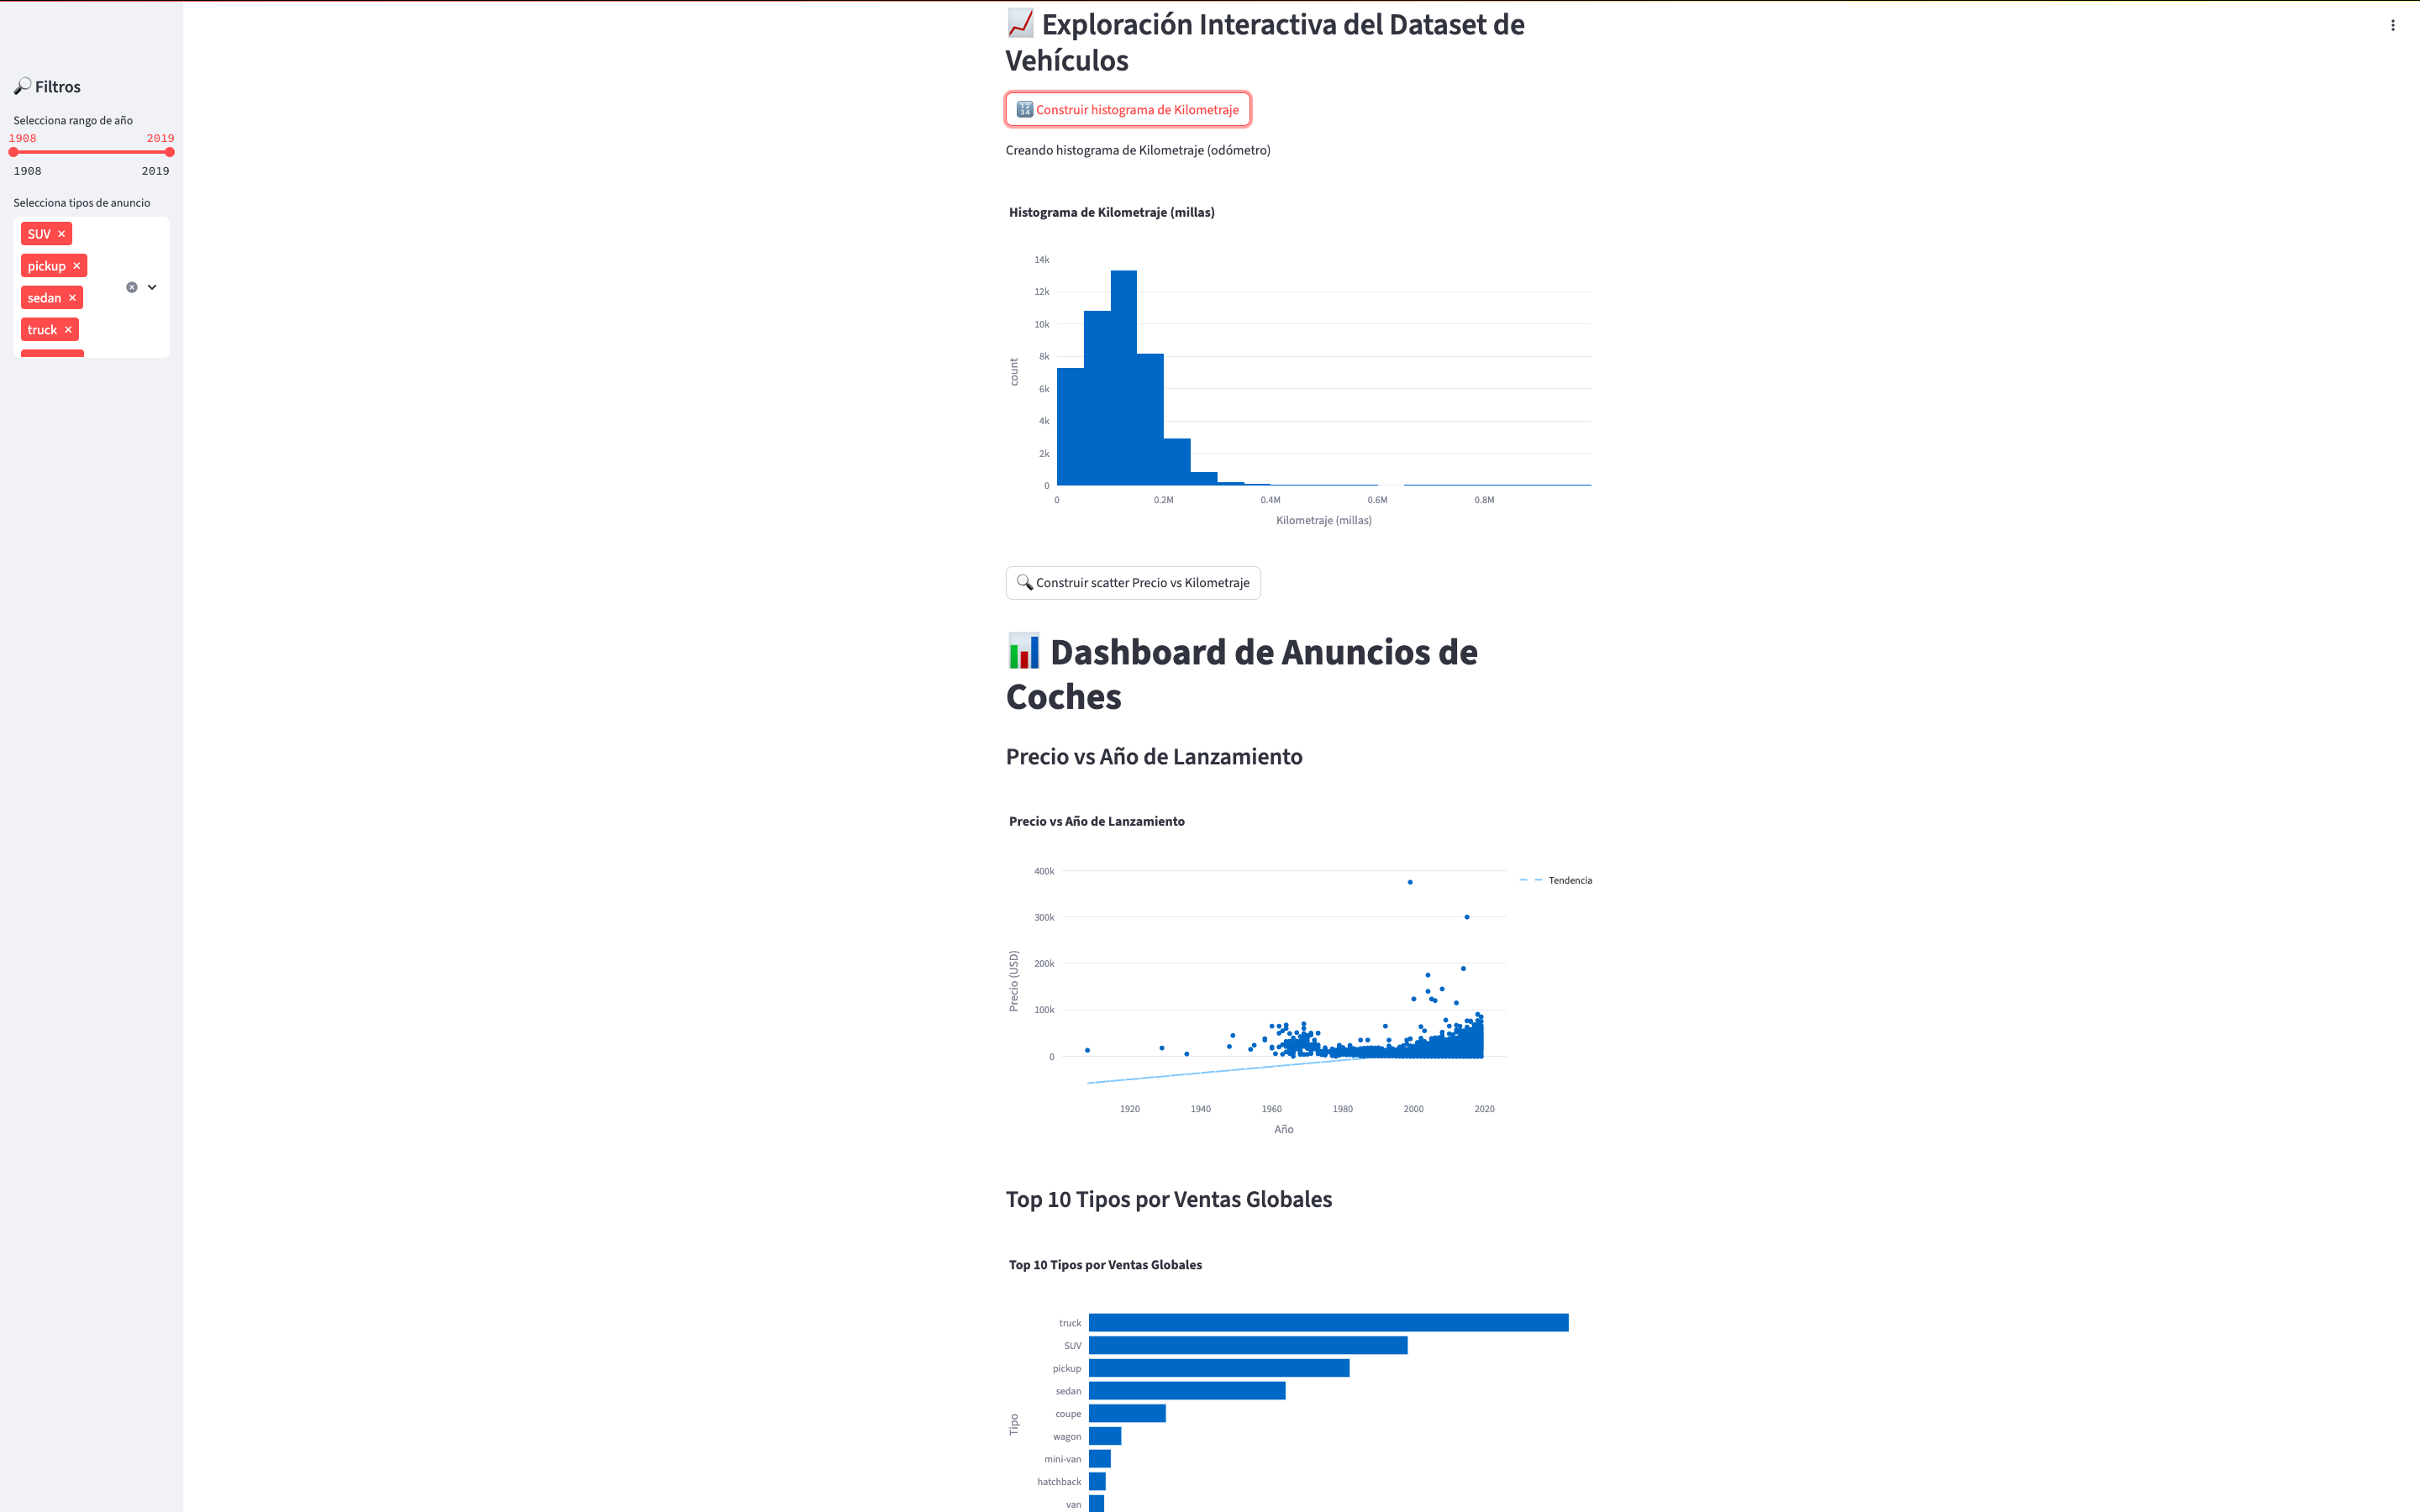 Filtros
Selecciona rango de año
1908 2019
1908 2019
Selecciona tipos de anuncio
SUV ×
pickup ×
sedan ×
truck ×
📈 Exploración Interactiva del Dataset de
Vehículos
🔢 Construir histograma de Kilometraje
Creando histograma de Kilometraje (odómetro)
Histograma de Kilometraje (millas)
14k
12k
10k
8k
6k
4k
2k
0
count
0 0.2M 0.4M 0.6M 0.8M
Kilometraje (millas)
🔍 Construir scatter Precio vs Kilometraje
📊 Dashboard de Anuncios de
Coches
Precio vs Año de Lanzamiento
Precio vs Año de Lanzamiento
400k
300k
200k
100k
0
Precio (USD)
Tendencia
1920 1940 1960 1980 2000 2020
Año
Top 10 Tipos por Ventas Globales
Top 10 Tipos por Ventas Globales
truck
SUV
pickup
sedan
coupe
wagon
mini-van
hatchback
van
Tipo